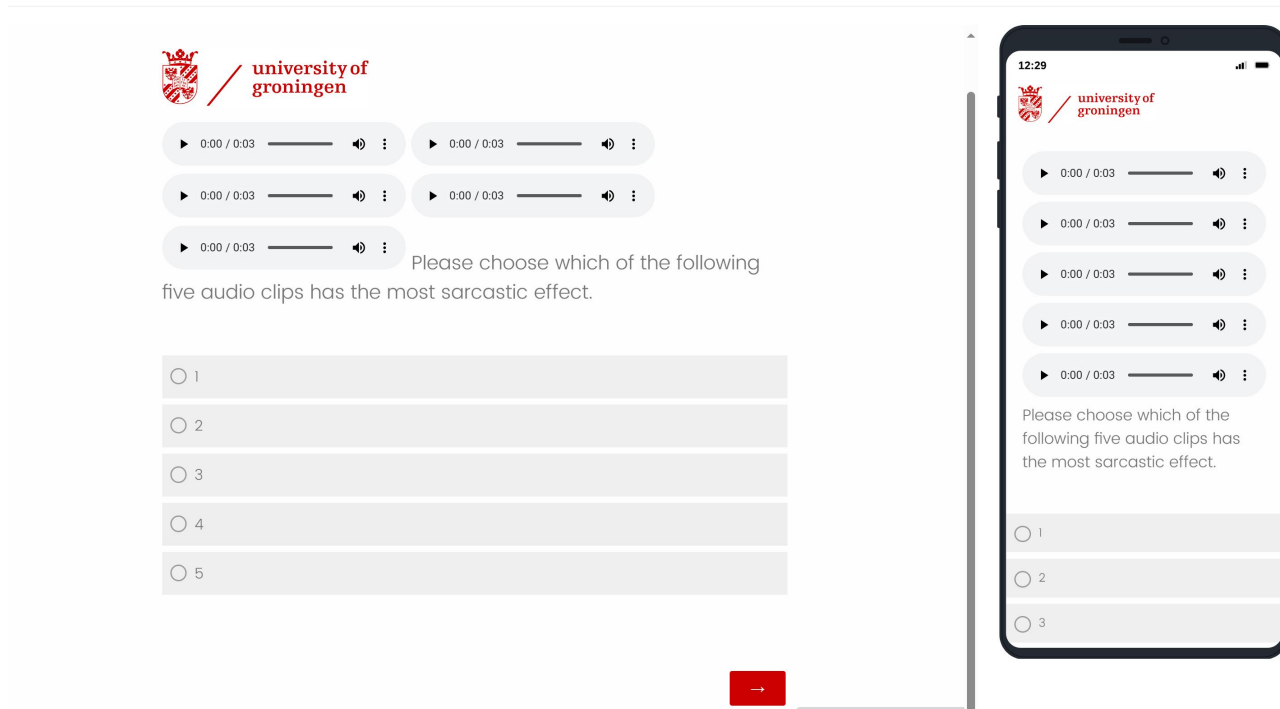 university of
groningen
0:00 / 0:03 0:00 / 0:03
0:00 / 0:03 0:00 / 0:03
0:00 / 0:03 Please choose which of the following
five audio clips has the most sarcastic effect.
1
2
3
4
5
→
12:29
university of
groningen
0:00 / 0:03
0:00 / 0:03
0:00 / 0:03
0:00 / 0:03
0:00 / 0:03
Please choose which of the
following five audio clips has
the most sarcastic effect.
1
2
3